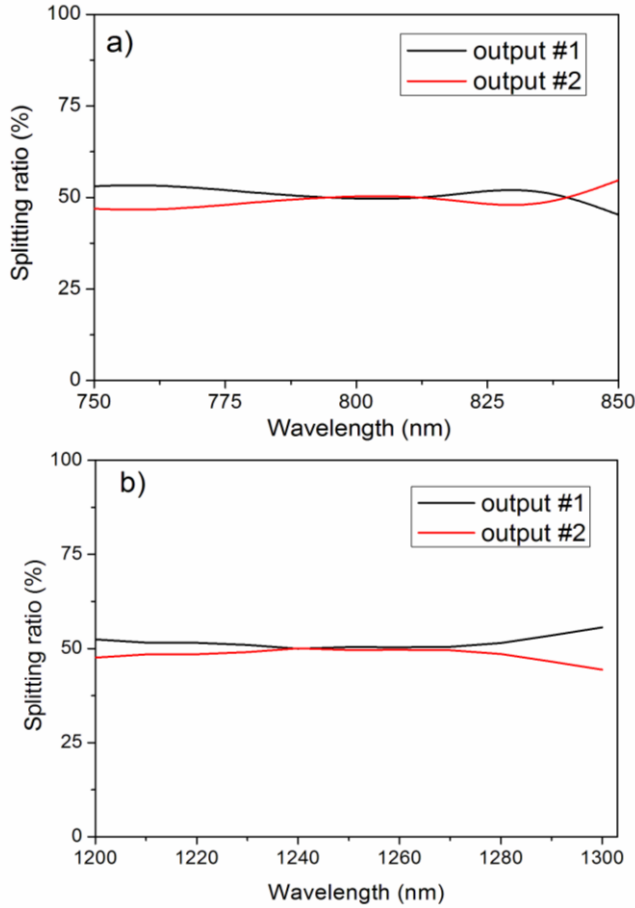 a)
output #1
output #2
100
75
50
25
0
Splitting ratio (%)
750
775
800
825
850
Wavelength (nm)
b)
output #1
output #2
100
75
50
25
0
Splitting ratio (%)
1200
1220
1240
1260
1280
1300
Wavelength (nm)